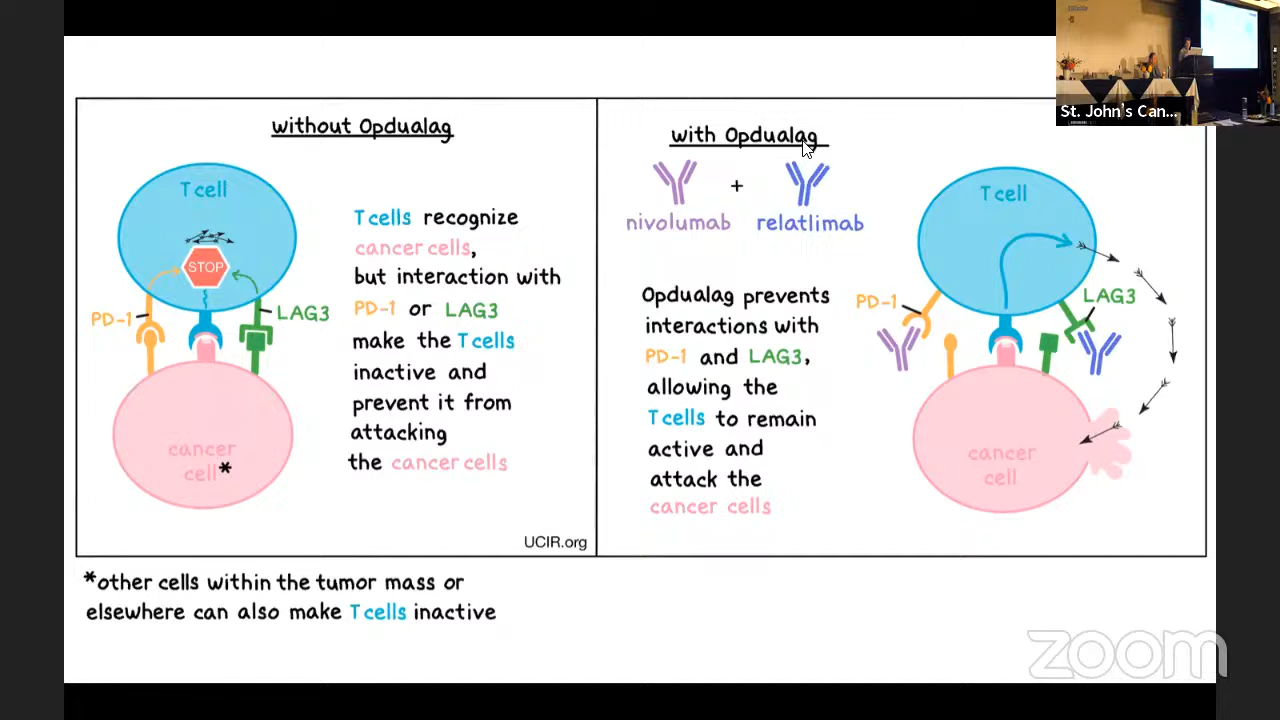 St. John's Can...
without Opdualag
T cell
STOP
PD-1
LAG3
cancer
cell*
T cells recognize
cancer cells,
but interaction with
PD-1 or LAG3
make the T cells
inactive and
prevent it from
attacking
the cancer cells
UCIR.org
with Opdualag
+
nivolumab relatlimab
Opdualag prevents
interactions with
PD-1 and LAG3,
allowing the
T cells to remain
active and
attack the
cancer cells
T cell
PD-1
LAG3
cancer
cell
*other cells within the tumor mass or
elsewhere can also make T cells inactive
zoom